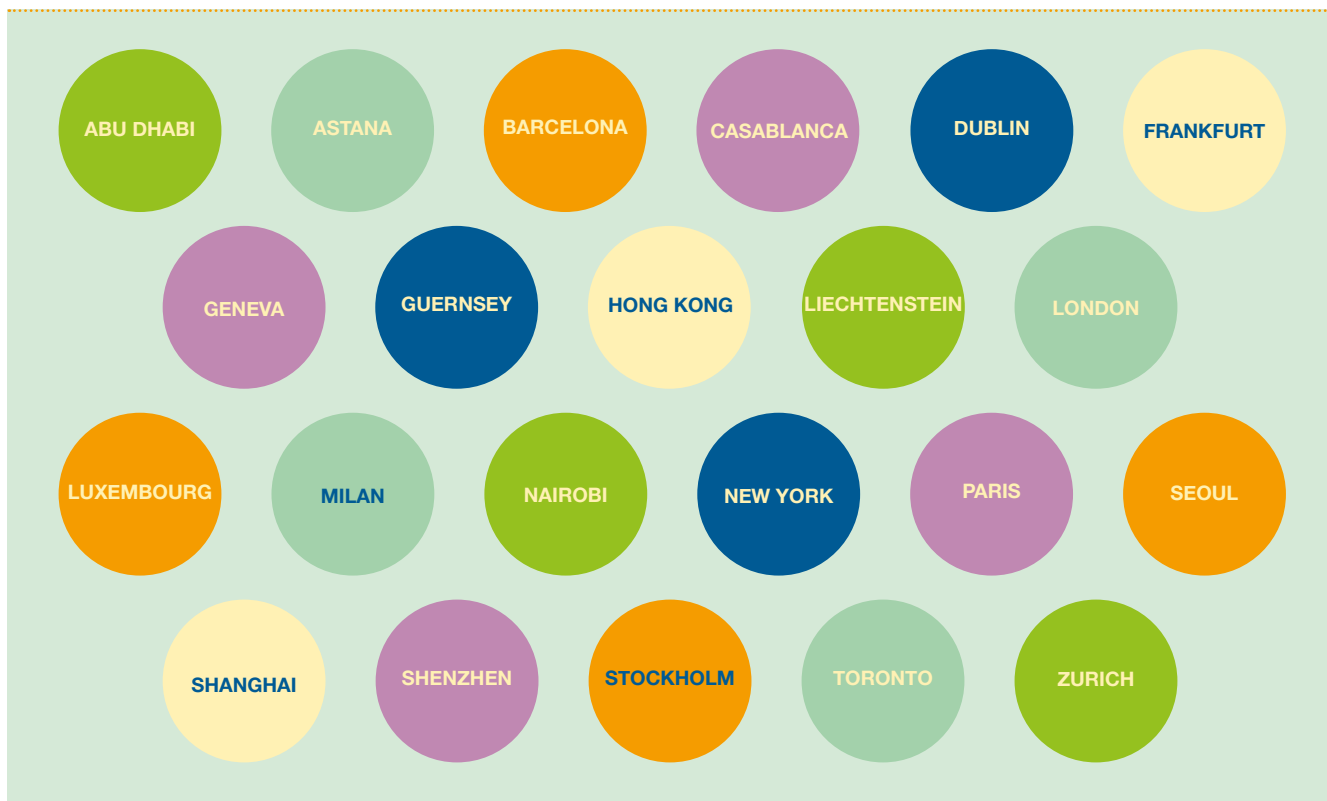 ABU DHABI
ASTANA
BARCELONA
CASABLANCA
DUBLIN
FRANKFURT
GENEVA
GUERNSEY
HONG KONG
LIECHTENSTEIN
LONDON
LUXEMBOURG
MILAN
NAIROBI
NEW YORK
PARIS
SEOUL
SHANGHAI
SHENZHEN
STOCKHOLM
TORONTO
ZURICH